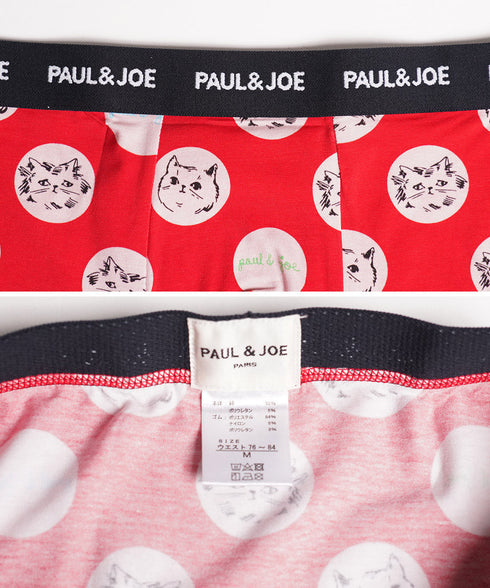 PAUL&JOE PAUL&JOE PAUL&JOE
paul & joe
PAUL & JOE
PARIS
ポリウレタン 5%
ゴム ポリエステル
ナイロン
ポリウレタン
SIZE
ウエスト 76〜84
M